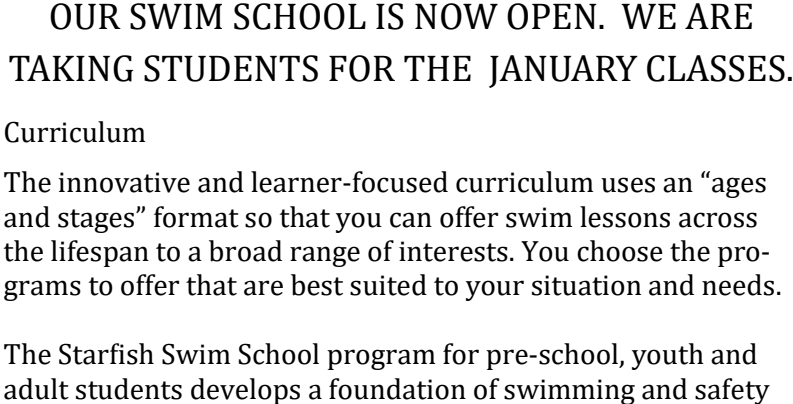 OUR SWIM SCHOOL IS NOW OPEN.  WE ARE
TAKING STUDENTS FOR THE  JANUARY CLASSES.
Curriculum
The innovative and learner-focused curriculum uses an “ages
and stages” format so that you can offer swim lessons across
the lifespan to a broad range of interests. You choose the pro-
grams to offer that are best suited to your situation and needs.
The Starfish Swim School program for pre-school, youth and
adult students develops a foundation of swimming and safety